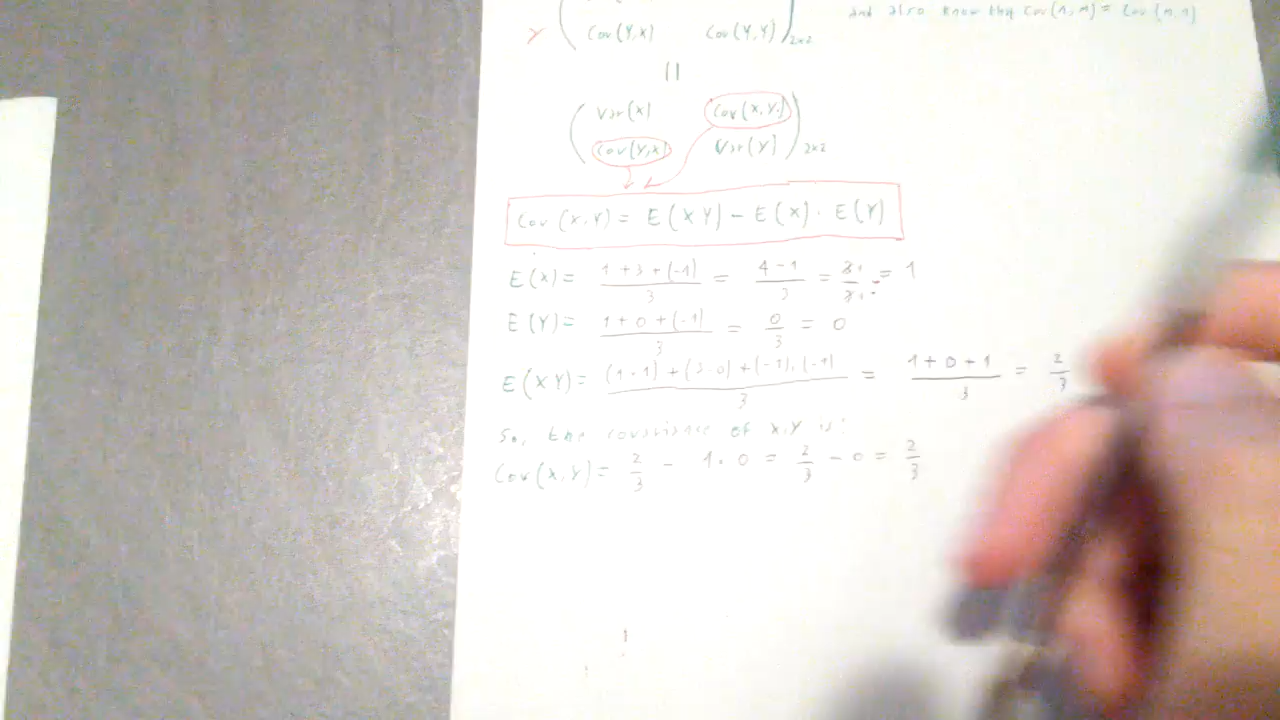 and also know that Cov(n,m) = Cov(m,n)
Y ( Cov(Y,X) Cov(Y,Y) )2x2
||
( Var(X) Cov(X,Y)
Cov(Y,X) Var(Y) )2x2
Cov(X,Y) = E(XY) - E(X) · E(Y)
E(X) = 1+3+(-1)/3 = 4-1/3 = 3/3 = 1
E(Y) = 1+0+(-1)/3 = 0/3 = 0
E(XY) = (1·1)+(3·0)+(-1)·(-1)/3 = 1+0+1/3 = 2/3
So, the covariance of X,Y is:
Cov(X,Y) = 2/3 - 1·0 = 2/3 - 0 = 2/3